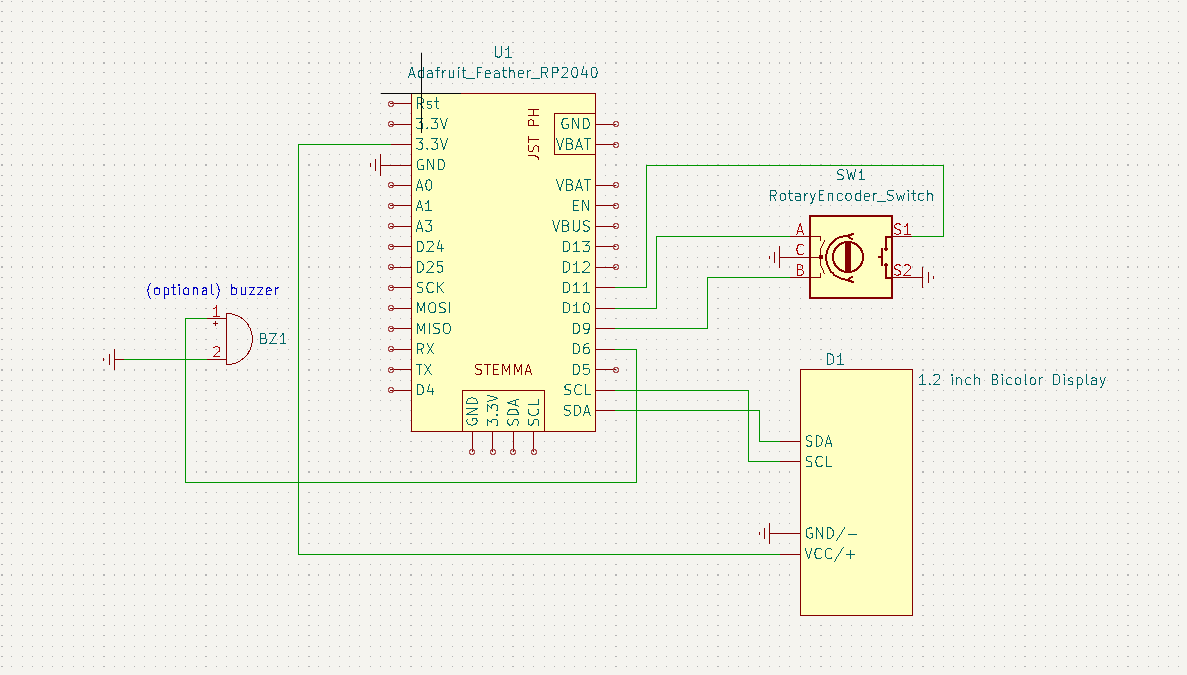 U1
Adafruit_Feather_RP2040
Rst
3.3V
3.3V
GND
A0
A1
A3
D24
D25
SCK
MOSI
MISO
RX
TX
D4
JST PH
GND
VBAT
VBAT
EN
VBUS
D13
D12
D11
D10
D9
D6
D5
SCL
SDA
STEMMA
GND
3.3V
SDA
SCL
SW1
RotaryEncoder_Switch
A
C
B
S1
S2
(optional) buzzer
1
+
2
BZ1
D1
1.2 inch Bicolor Display
SDA
SCL
GND/-
VCC/+